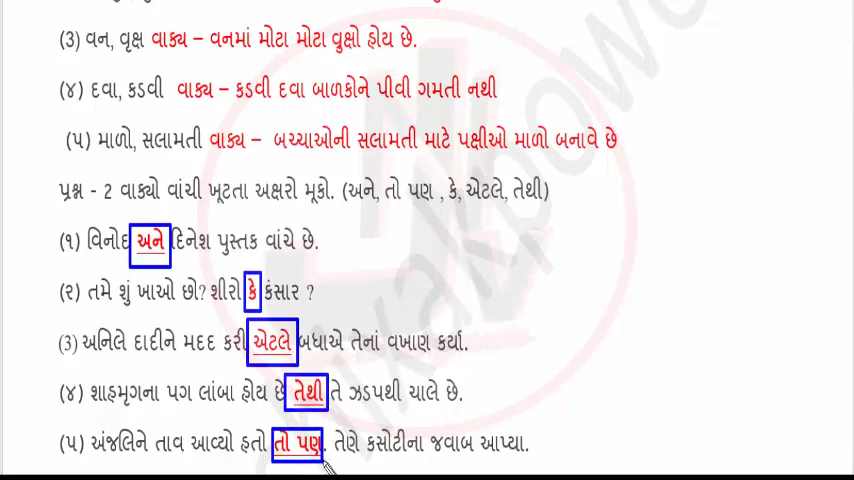 (3) વન, વૃક્ષ વાક્ય – વનમાં મોટા મોટા વ્રુક્ષો હોય છે.
(૪) દવા, કડવી વાક્ય – કડવી દવા બાળકોને પીવી ગમતી નથી
(૫) માળો, સલામતી વાક્ય – બચ્ચાઓની સલામતી માટે પક્ષીઓ માળો બનાવે છે
પ્રશ્ન - 2 વાક્યો વાંચી ખૂટતા અક્ષરો મૂકો. (અને, તો પણ , કે, એટલે, તેથી)
(૧) વિનોદ અને દિનેશ પુસ્તક વાંચે છે.
(૨) તમે શું ખાઓ છો? શીરો કે કંસાર ?
(3) અનિલે દાદીને મદદ કરી એટલે બધાએ તેનાં વખાણ કર્યા.
(૪) શાહમૃગના પગ લાંબા હોય છે તેથી તે ઝડપથી ચાલે છે.
(૫) અંજલિને તાવ આવ્યો હતો તો પણ. તેણે કસોટીના જવાબ આપ્યા.